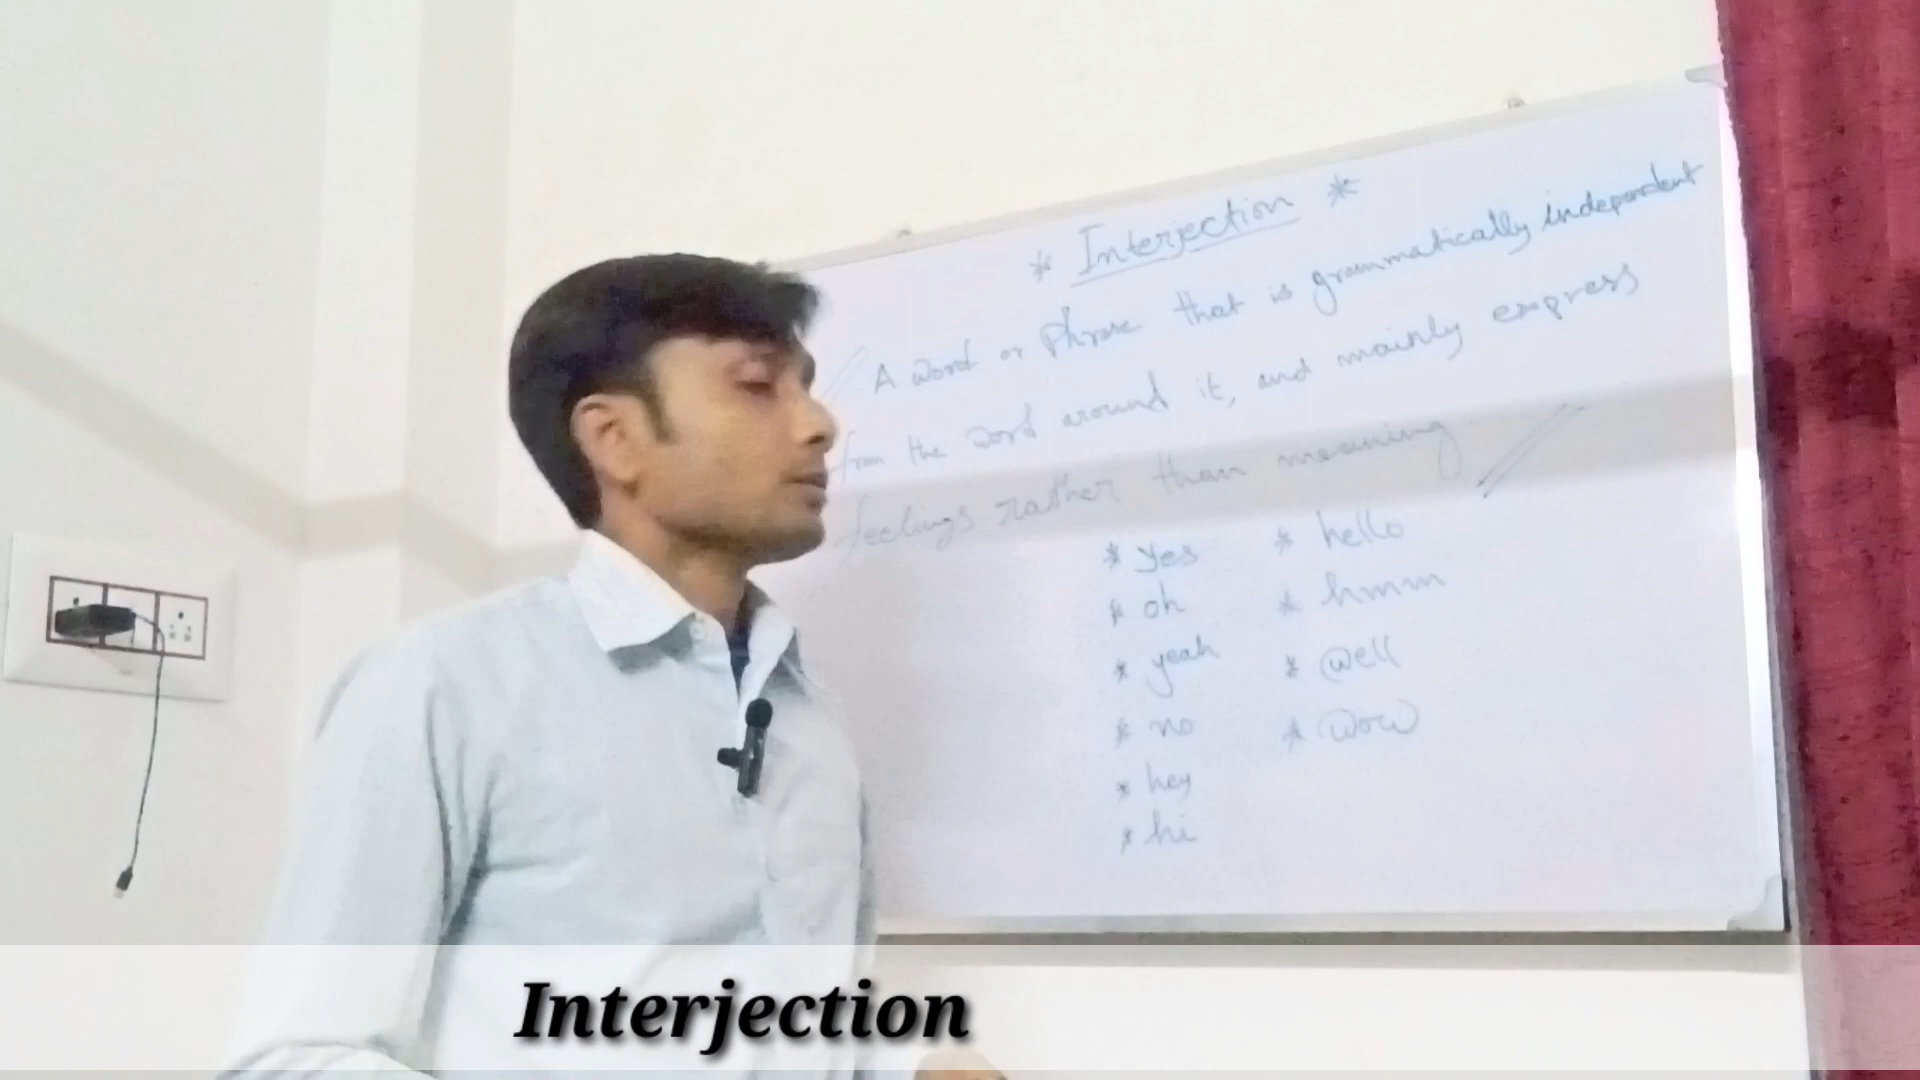 * Interjection *
A word or phrase that is grammatically independent
from the word around it, and mainly express
feelings rather than meaning
* yes * hello
* oh * hmm
* yeah * well
* no * wow
* hey
* hi
Interjection